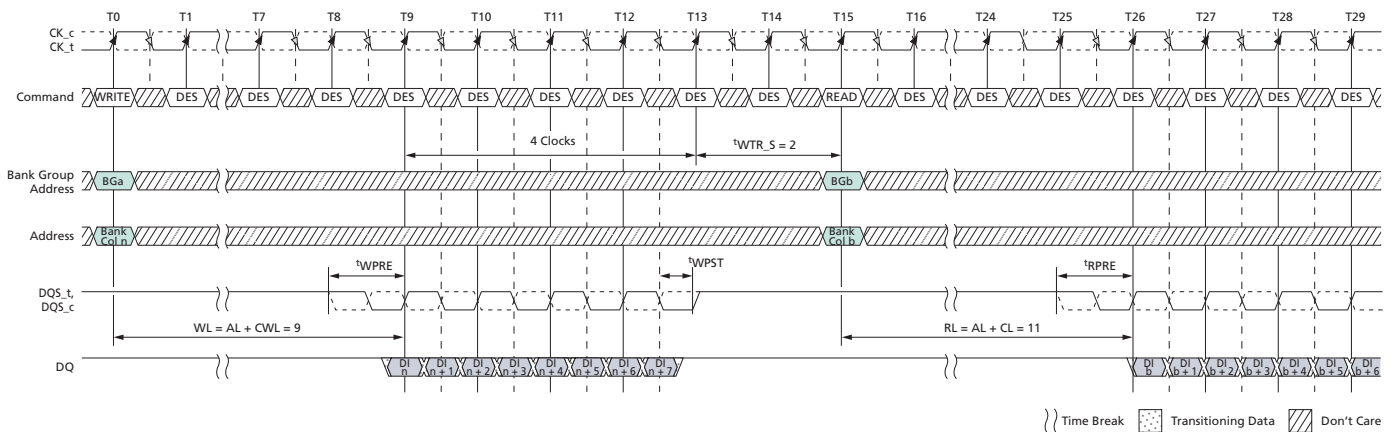 T0 T1 T7 T8 T9 T10 T11 T12 T13 T14 T15 T16 T24 T25 T26 T27 T28 T29
CK_c
CK_t
Command WRITE DES DES DES DES DES DES DES DES DES READ DES DES DES DES DES DES DES
4 Clocks tWTR_S = 2
Bank Group
Address
BGa BGb
Address
Bank
Col n
Bank
Col b
tWPRE tWPST tRPRE
DQS_t,
DQS_c
WL = AL + CWL = 9 RL = AL + CL = 11
DQ
DI
n
DI
n + 1
DI
n + 2
DI
n + 3
DI
n + 4
DI
n + 5
DI
n + 6
DI
n + 7
DI
b
DI
b + 1
DI
b + 2
DI
b + 3
DI
b + 4
DI
b + 5
DI
b + 6
Time Break Transitioning Data Don’t Care